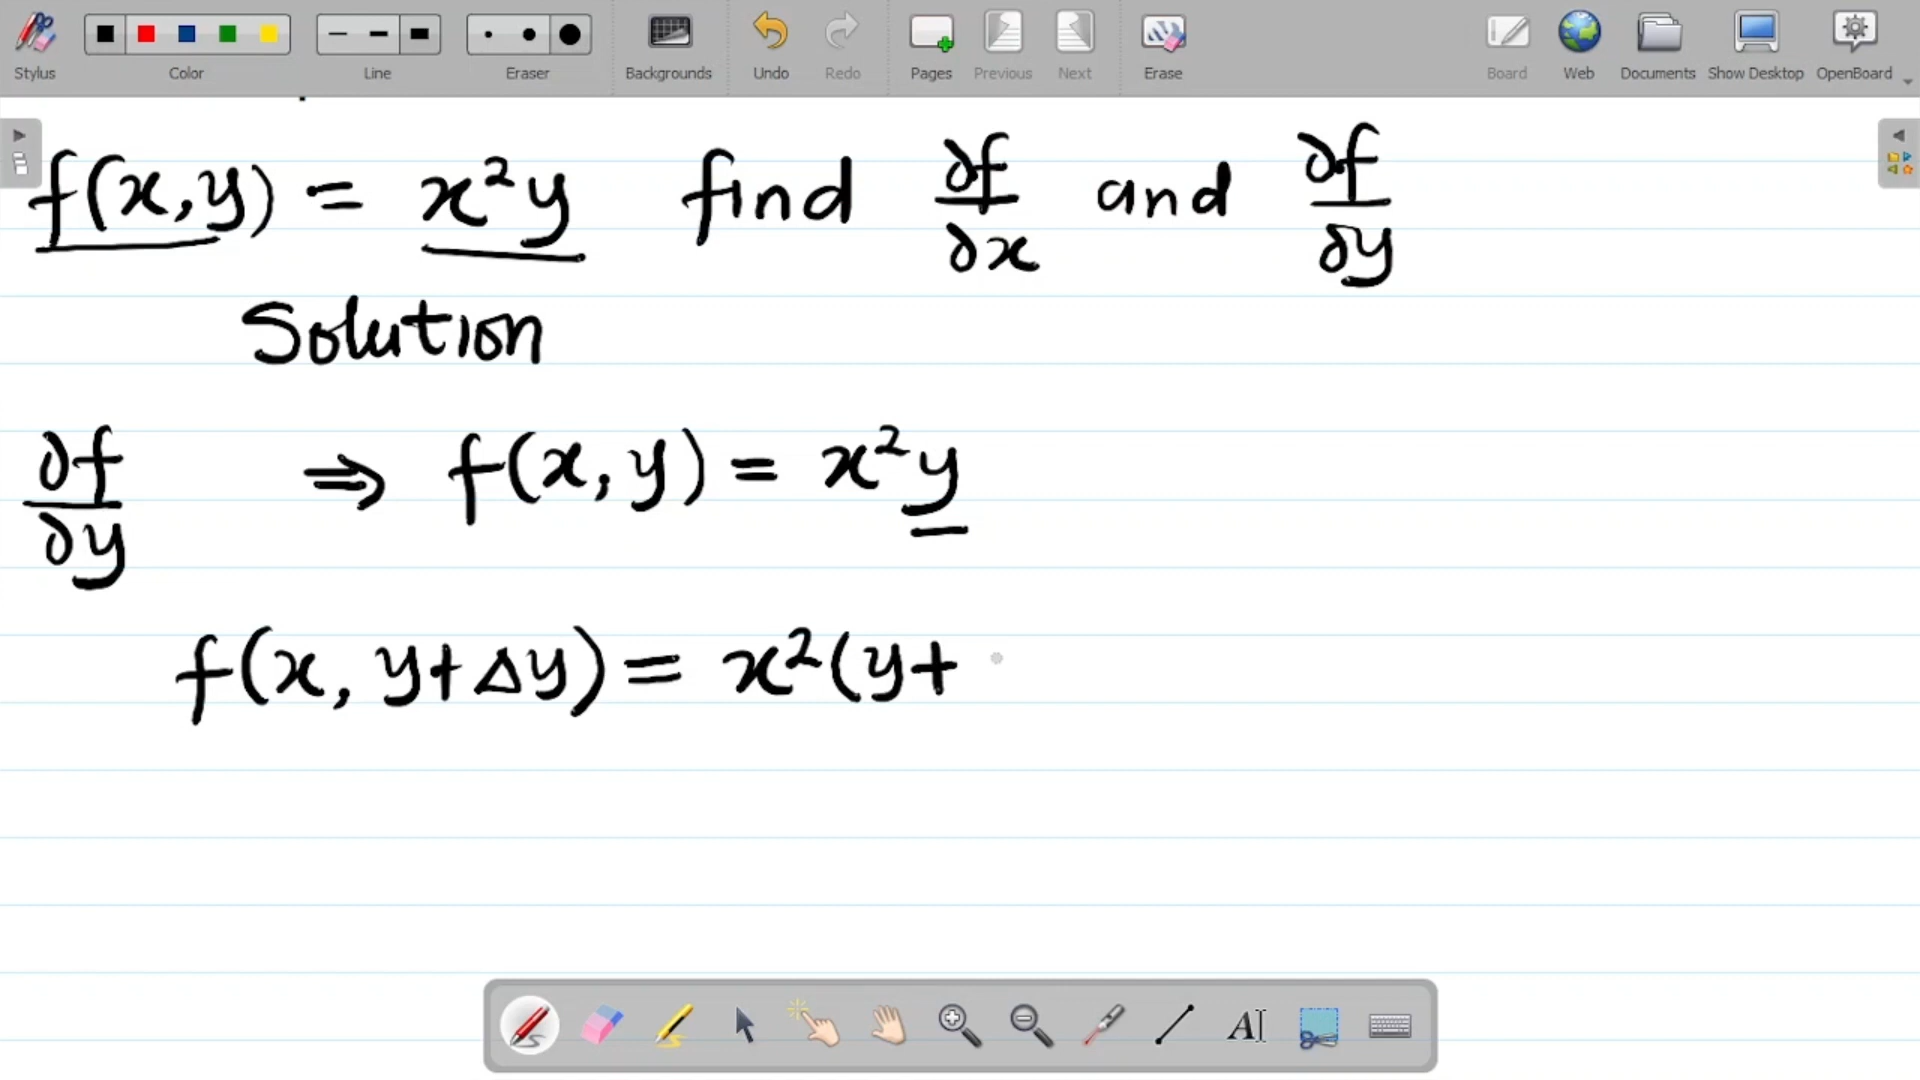 Stylus Color Line Eraser Backgrounds Undo Redo Pages Previous Next Erase Board Web Documents Show Desktop OpenBoard
f(x,y) = x²y find ∂f/∂x and ∂f/∂y
Solution
∂f/∂y ⇒ f(x,y) = x²y
f(x, y+Δy) = x²(y+